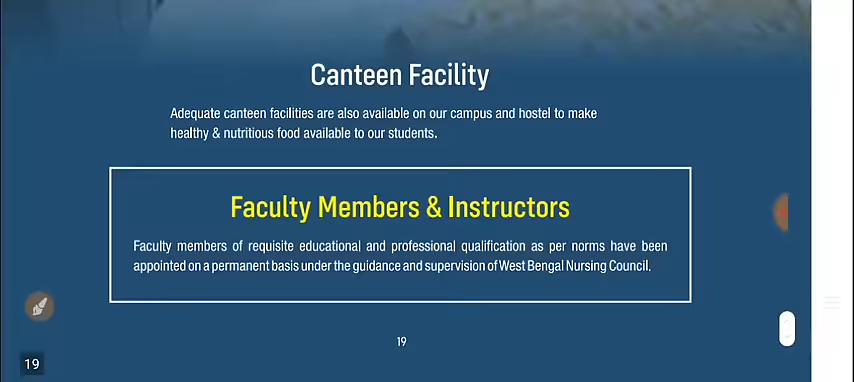 Canteen Facility
Adequate canteen facilities are also available on our campus and hostel to make
healthy & nutritious food available to our students.
Faculty Members & Instructors
Faculty members of requisite educational and professional qualification as per norms have been
appointed on a permanent basis under the guidance and supervision of West Bengal Nursing Council.
19
19